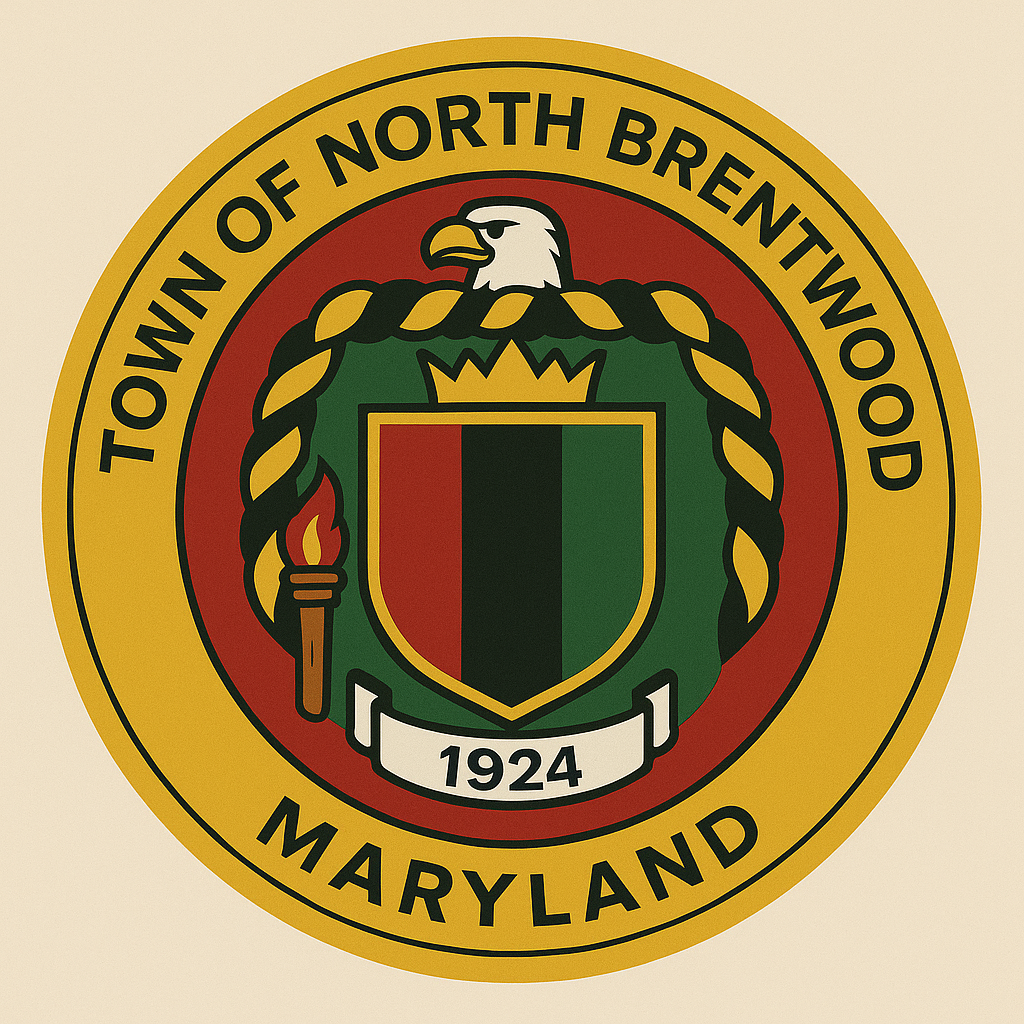 TOWN OF NORTH BRENTWOOD
1924
MARYLAND